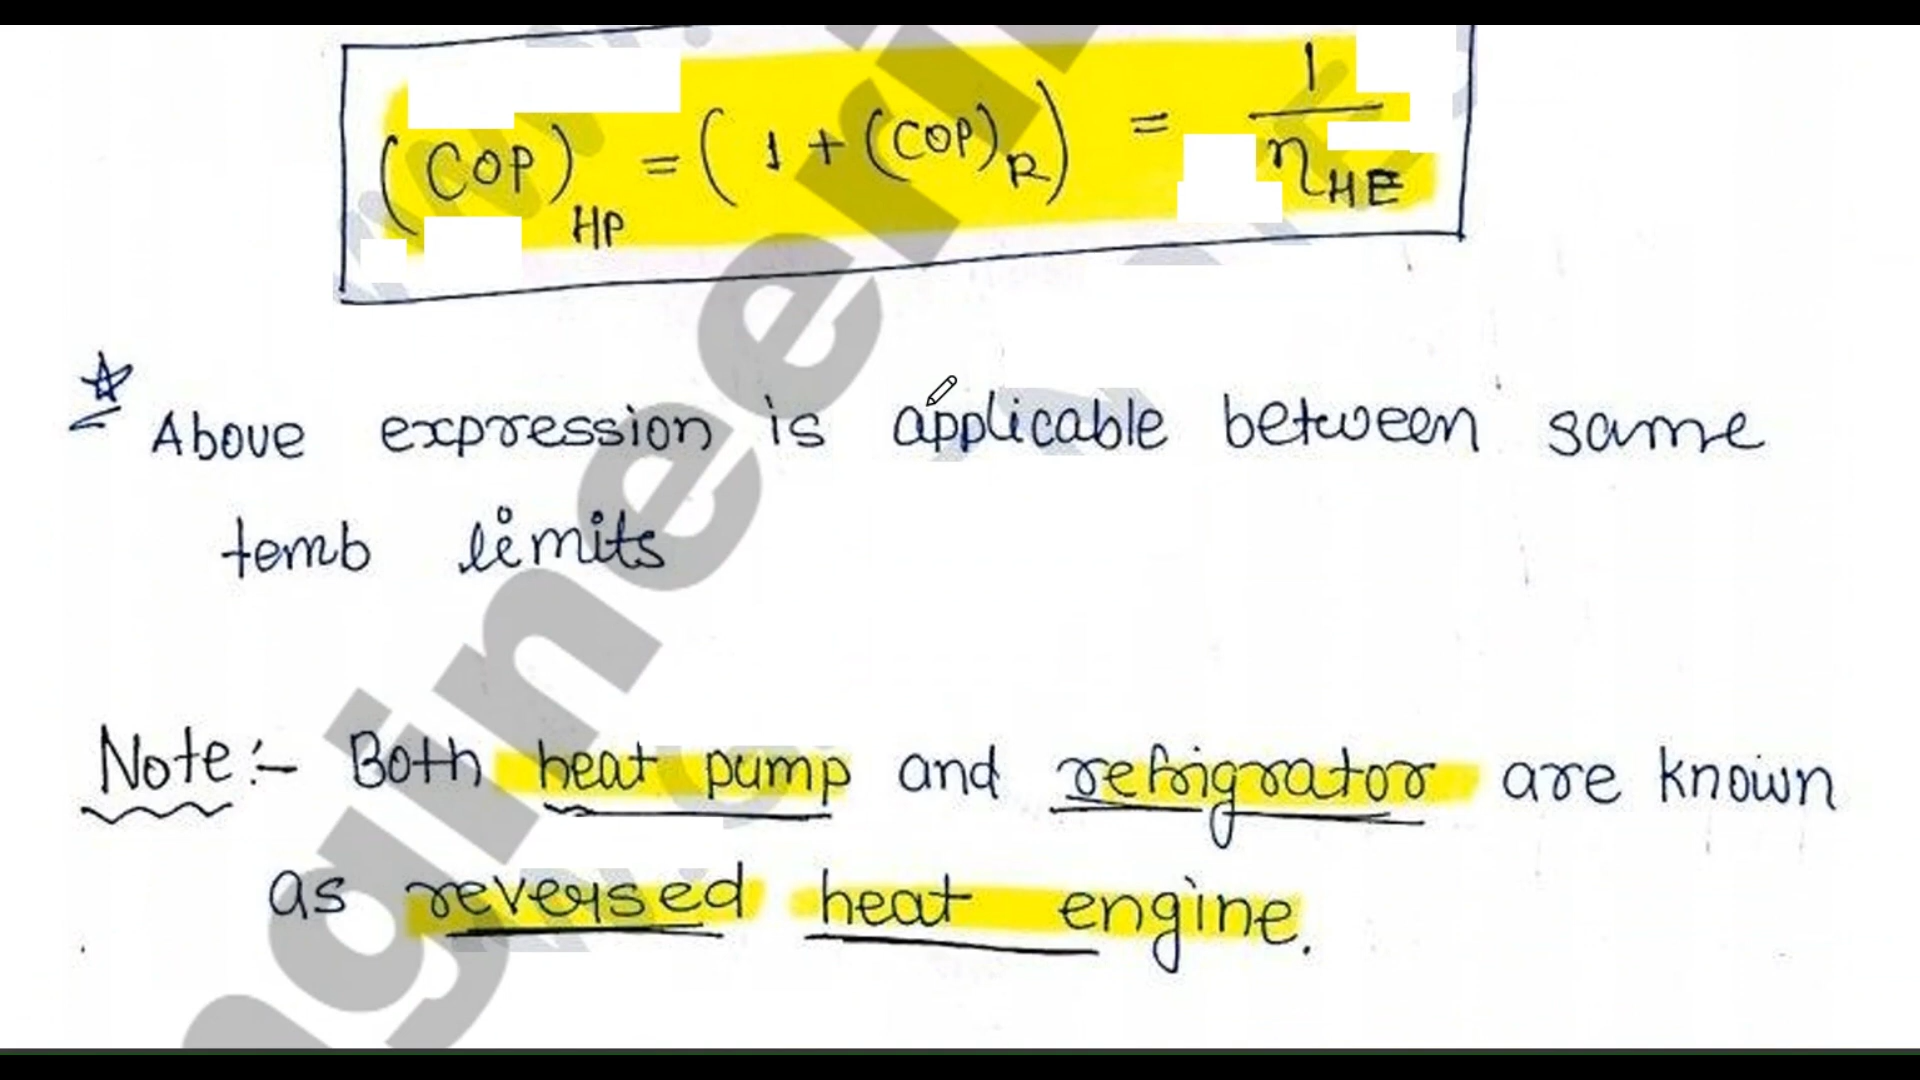 (COP)HP = (1 + (COP)R) = 1/ηHE
Above expression is applicable between same
temb limits
Note:- Both heat pump and refrigrator are known
as reversed heat engine.